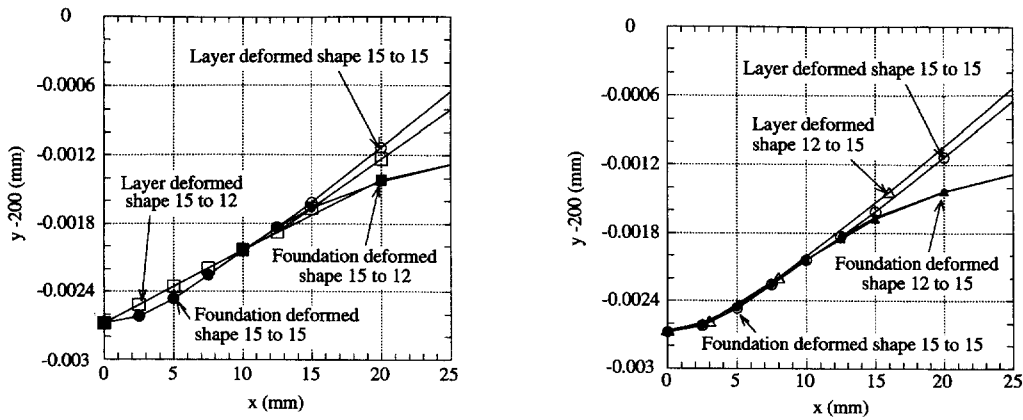 0
-0.0006
-0.0012
-0.0018
-0.0024
-0.003
y -200 (mm)
Layer deformed shape 15 to 15
Layer deformed
shape 15 to 12
Foundation deformed
shape 15 to 12
Foundation deformed
shape 15 to 15
0 5 10 15 20 25
x (mm)
0
-0.0006
-0.0012
-0.0018
-0.0024
-0.003
y -200 (mm)
Layer deformed shape 15 to 15
Layer deformed
shape 12 to 15
Foundation deformed
shape 12 to 15
Foundation deformed shape 15 to 15
0 5 10 15 20 25
x (mm)